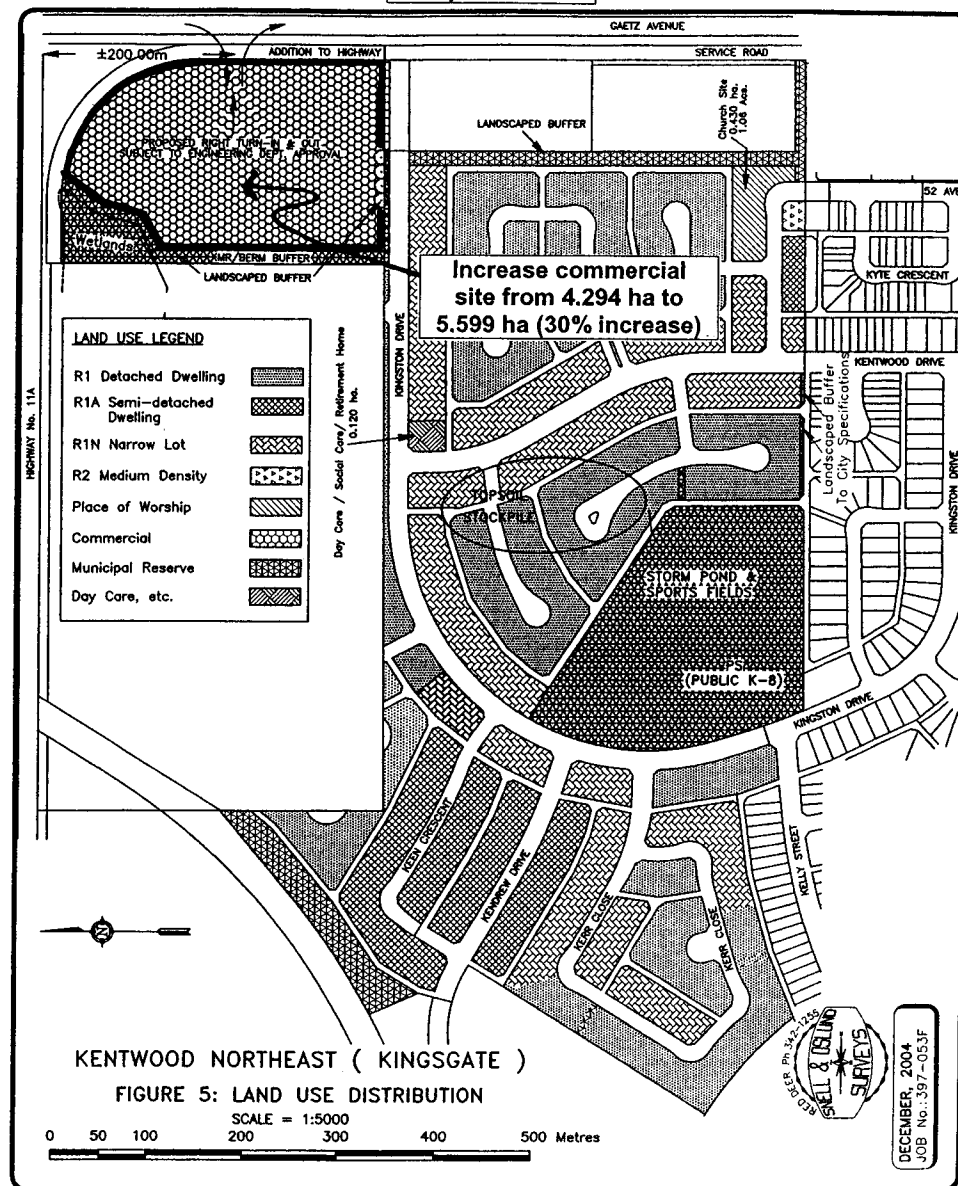 GAETZ AVENUE
±200.00m
ADDITION TO HIGHWAY
SERVICE ROAD
PROPOSED RIGHT TURN-IN & OUT
SUBJECT TO ENGINEERING DEPT. APPROVAL
LANDSCAPED BUFFER
Church Site
0.430 ha.
1.06 Acs.
52 AVE
Wetlands
MR/BERM BUFFER
LANDSCAPED BUFFER
Increase commercial
site from 4.294 ha to
5.599 ha (30% increase)
KYTE CRESCENT
KENTWOOD DRIVE
KINGSTON DRIVE
HIGHWAY No. 11A
LAND USE LEGEND
R1 Detached Dwelling
R1A Semi-detached
Dwelling
R1N Narrow Lot
R2 Medium Density
Place of Worship
Commercial
Municipal Reserve
Day Care, etc.
Day Care / Social Care/ Retirement Home
0.120 ha.
Landscaped Buffer
To City Specifications
KINGSTON DRIVE
TOPSOIL
STOCKPILE
STORM POND &
SPORTS FIELDS
PS
(PUBLIC K-8)
KINGSTON DRIVE
KEEN CRESCENT
KENDREW DRIVE
KERR CLOSE
KERR CLOSE
KELLY STREET
N
KENTWOOD NORTHEAST ( KINGSGATE )
FIGURE 5: LAND USE DISTRIBUTION
SCALE = 1:5000
0 50 100 200 300 400 500 Metres
RED DEER Ph 342-1255
SNELL & OSLUND
SURVEYS
DECEMBER, 2004
JOB No.: 397-053F